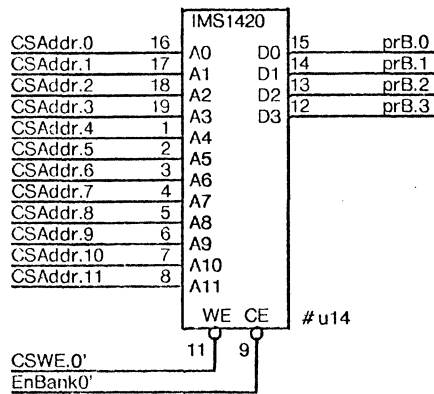 IMS1420
CSAddr.0 16 A0 D0 15 prB.0
CSAddr.1 17 A1 D1 14 prB.1
CSAddr.2 18 A2 D2 13 prB.2
CSAddr.3 19 A3 D3 12 prB.3
CSAddr.4 1 A4
CSAddr.5 2 A5
CSAddr.6 3 A6
CSAddr.7 4 A7
CSAddr.8 5 A8
CSAddr.9 6 A9
CSAddr.10 7 A10
CSAddr.11 8 A11
WE CE #u14
11 9
CSWE.0'
EnBank0'